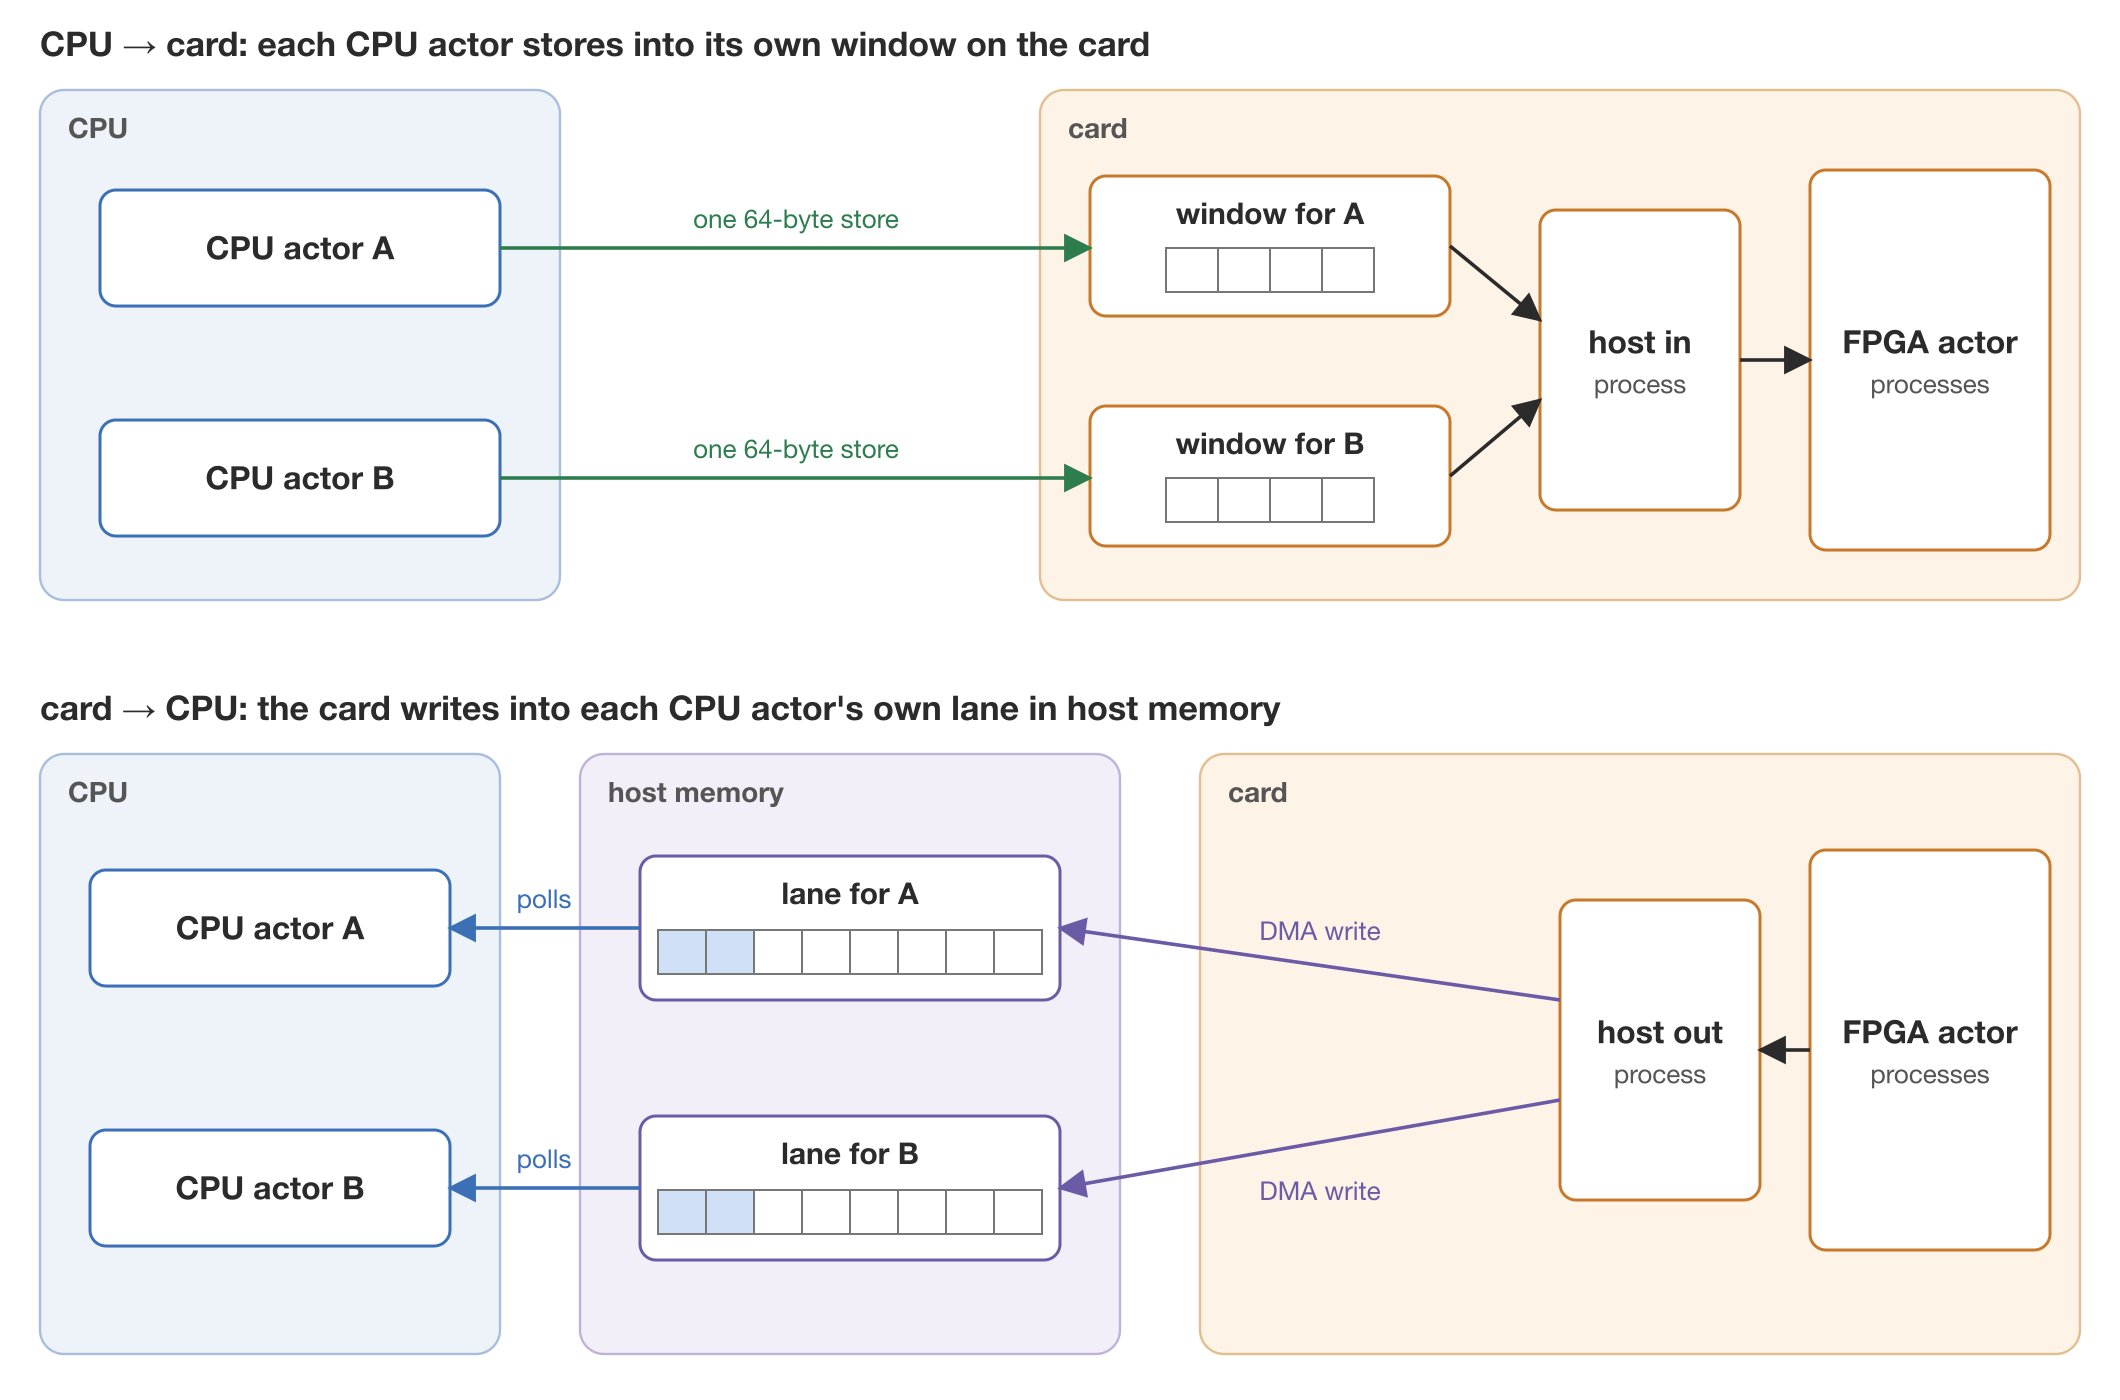 CPU → card: each CPU actor stores into its own window on the card
CPU
card
CPU actor A
one 64-byte store
window for A
host in
process
FPGA actor
processes
CPU actor B
one 64-byte store
window for B
card → CPU: the card writes into each CPU actor's own lane in host memory
CPU
host memory
card
CPU actor A
polls
lane for A
DMA write
host out
process
FPGA actor
processes
CPU actor B
polls
lane for B
DMA write